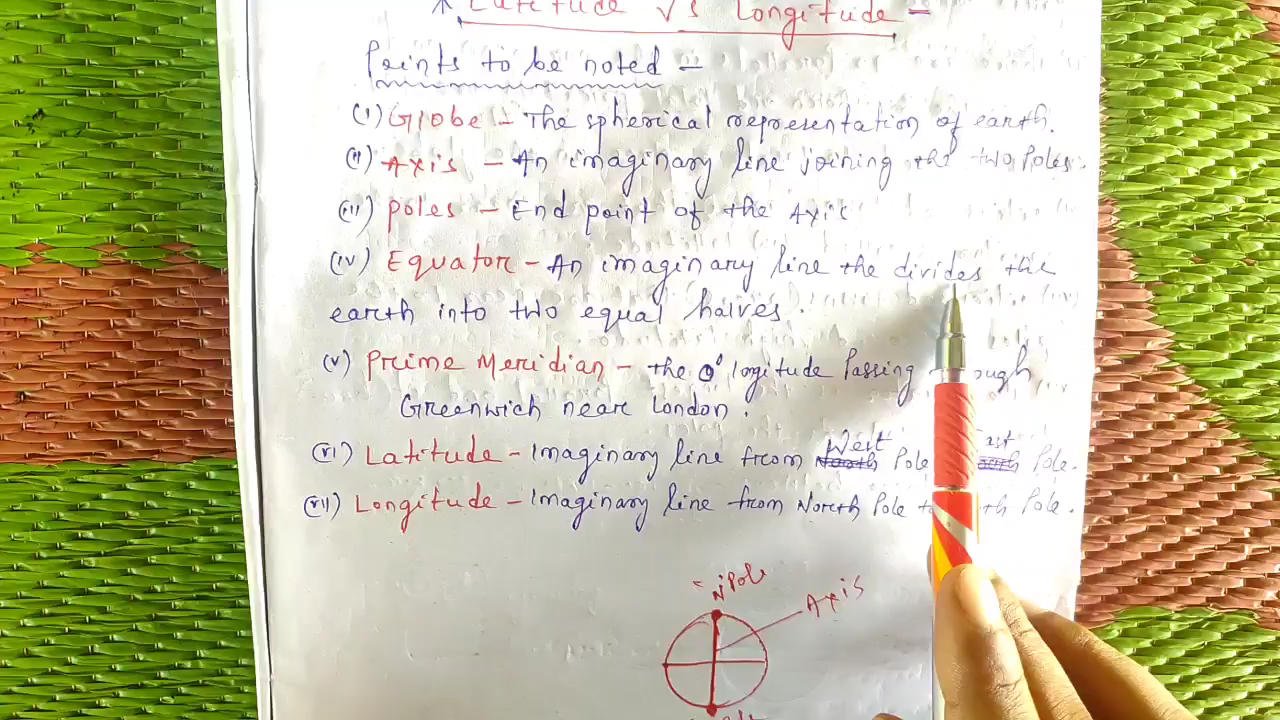 * Latitude Vs Longitude -
Points to be noted -
(i) Globe - The spherical representation of earth.
(ii) Axis - An imaginary line joining the two Poles.
(iii) Poles - End point of the Axis
(iv) Equator - An imaginary line the divides the
earth into two equal halves.
(v) Prime Meridian - the 0° logitude Passing
Greenwich near London.
(vi) Latitude - Imaginary line from West Pole Pole.
(vii) Longitude - Imaginary line from North Pole Pole.
N Pole
Axis